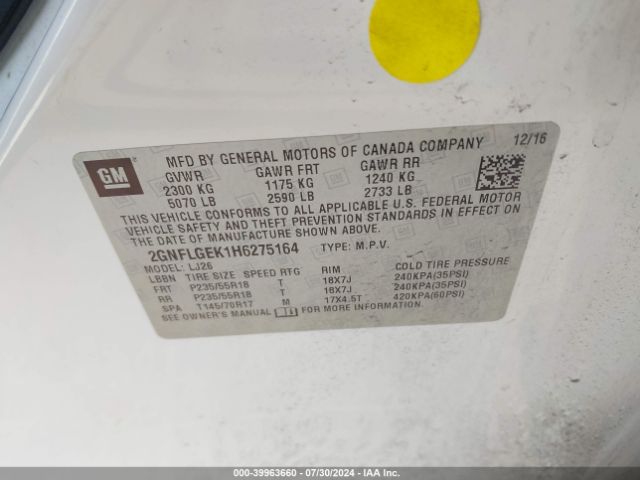 MFD BY GENERAL MOTORS OF CANADA COMPANY 12/16
GM GVWR GAWR FRT GAWR RR
2300 KG 1175 KG 1240 KG
5070 LB 2590 LB 2733 LB
THIS VEHICLE CONFORMS TO ALL APPLICABLE U.S. FEDERAL MOTOR
VEHICLE SAFETY AND THEFT PREVENTION STANDARDS IN EFFECT ON
THE DATE OF MANUFACTURE SHOWN ABOVE.
2GNFLGEK1H6275164 TYPE: M.P.V.
MODEL: LJ26
LBBN TIRE SIZE SPEED RTG RIM COLD TIRE PRESSURE
FRT P235/55R18 T 18X7J 240KPA(35PSI)
RR P235/55R18 T 18X7J 240KPA(35PSI)
SPA T145/70R17 M 17X4.5T 420KPA(60PSI)
SEE OWNER'S MANUAL i FOR MORE INFORMATION.
000-39963660 - 07/30/2024 - IAAI.COM